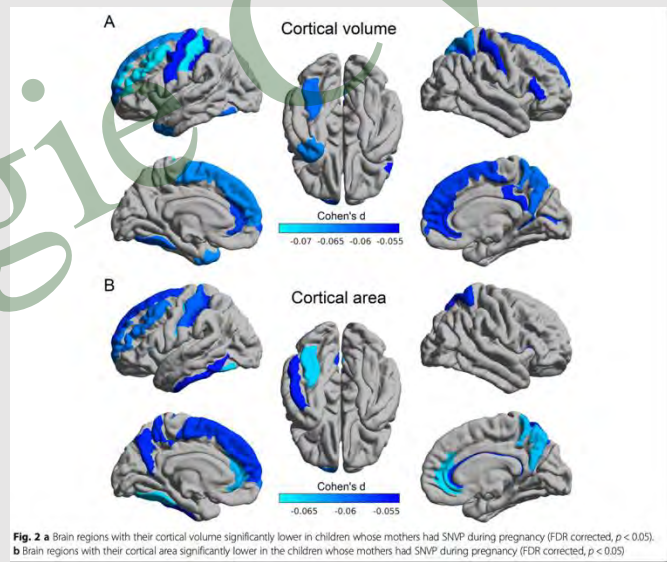 A
Cortical volume
Cohen's d
-0.07 -0.065 -0.06 -0.055
B
Cortical area
Cohen's d
-0.065 -0.06 -0.055
Fig. 2 a Brain regions with their cortical volume significantly lower in children whose mothers had SNVP during pregnancy (FDR corrected, p < 0.05).
b Brain regions with their cortical area significantly lower in the children whose mothers had SNVP during pregnancy (FDR corrected, p < 0.05)
gie C